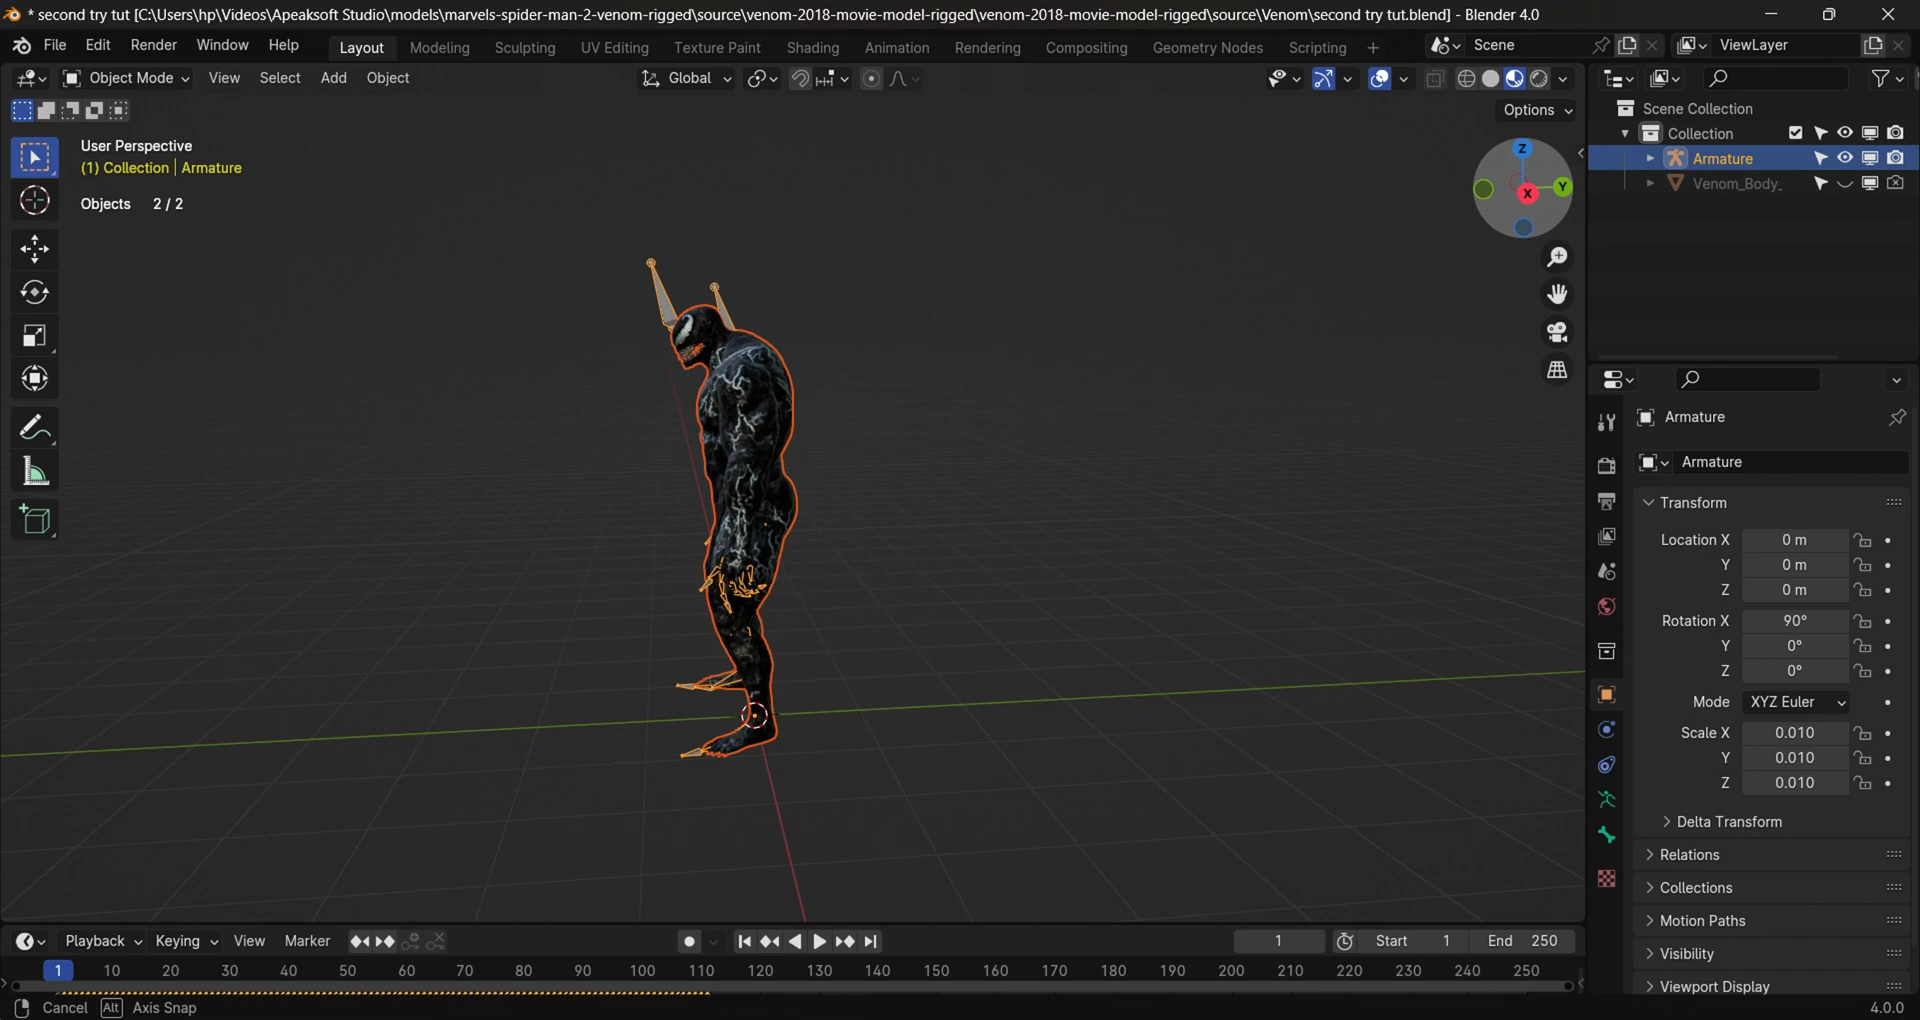 * second try tut [C:\Users\hp\Videos\Apeaksoft Studio\models\marvels-spider-man-2-venom-rigged\source\venom-2018-movie-model-rigged\venom-2018-movie-model-rigged\source\Venom\second try tut.blend] - Blender 4.0
File Edit Render Window Help
Layout Modeling Sculpting UV Editing Texture Paint Shading Animation Rendering Compositing Geometry Nodes Scripting +
Scene
ViewLayer
Object Mode View Select Add Object
Global
Options
User Perspective
(1) Collection | Armature
Objects 2 / 2
Z
Y
X
Scene Collection
Collection
Armature
Venom_Body_
Armature
Armature
Transform
Location X 0 m
Y 0 m
Z 0 m
Rotation X 90°
Y 0°
Z 0°
Mode XYZ Euler
Scale X 0.010
Y 0.010
Z 0.010
Delta Transform
Relations
Collections
Motion Paths
Visibility
Viewport Display
Playback Keying View Marker
1 Start 1 End 250
1 10 20 30 40 50 60 70 80 90 100 110 120 130 140 150 160 170 180 190 200 210 220 230 240 250
Cancel Alt Axis Snap
4.0.0